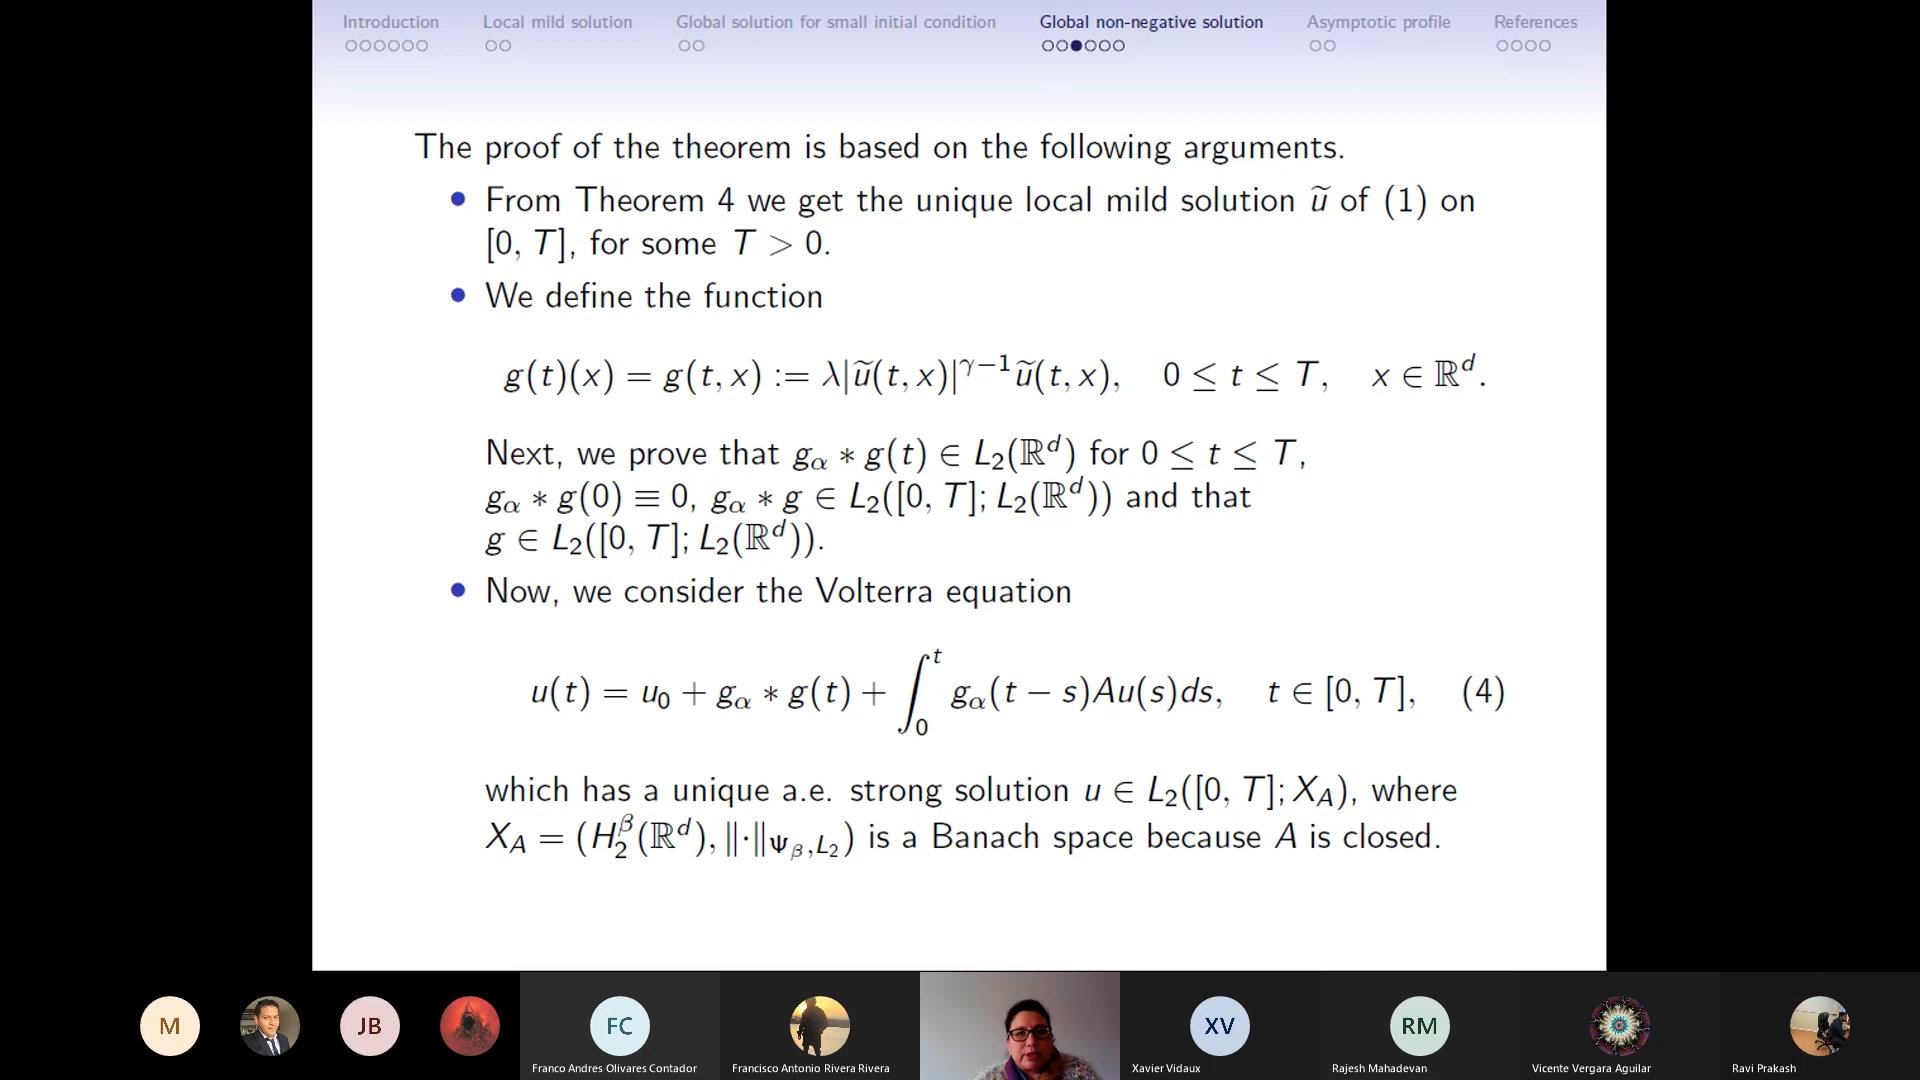 Introduction Local mild solution Global solution for small initial condition Global non-negative solution Asymptotic profile References
The proof of the theorem is based on the following arguments.
• From Theorem 4 we get the unique local mild solution ũ of (1) on
[0, T], for some T > 0.
• We define the function
g(t)(x) = g(t, x) := λ|ũ(t, x)|^{γ−1}ũ(t, x), 0 ≤ t ≤ T, x ∈ ℝ^d.
Next, we prove that g_α ∗ g(t) ∈ L_2(ℝ^d) for 0 ≤ t ≤ T,
g_α ∗ g(0) ≡ 0, g_α ∗ g ∈ L_2([0, T]; L_2(ℝ^d)) and that
g ∈ L_2([0, T]; L_2(ℝ^d)).
• Now, we consider the Volterra equation
u(t) = u_0 + g_α ∗ g(t) + ∫_0^t g_α(t − s)Au(s)ds, t ∈ [0, T], (4)
which has a unique a.e. strong solution u ∈ L_2([0, T]; X_A), where
X_A = (H_2^β(ℝ^d), ‖·‖_{Ψ_β,L_2}) is a Banach space because A is closed.
M JB FC XV RM
Franco Andres Olivares Contador Francisco Antonio Rivera Rivera Xavier Vidaux Rajesh Mahadevan Vicente Vergara Aguilar Ravi Prakash